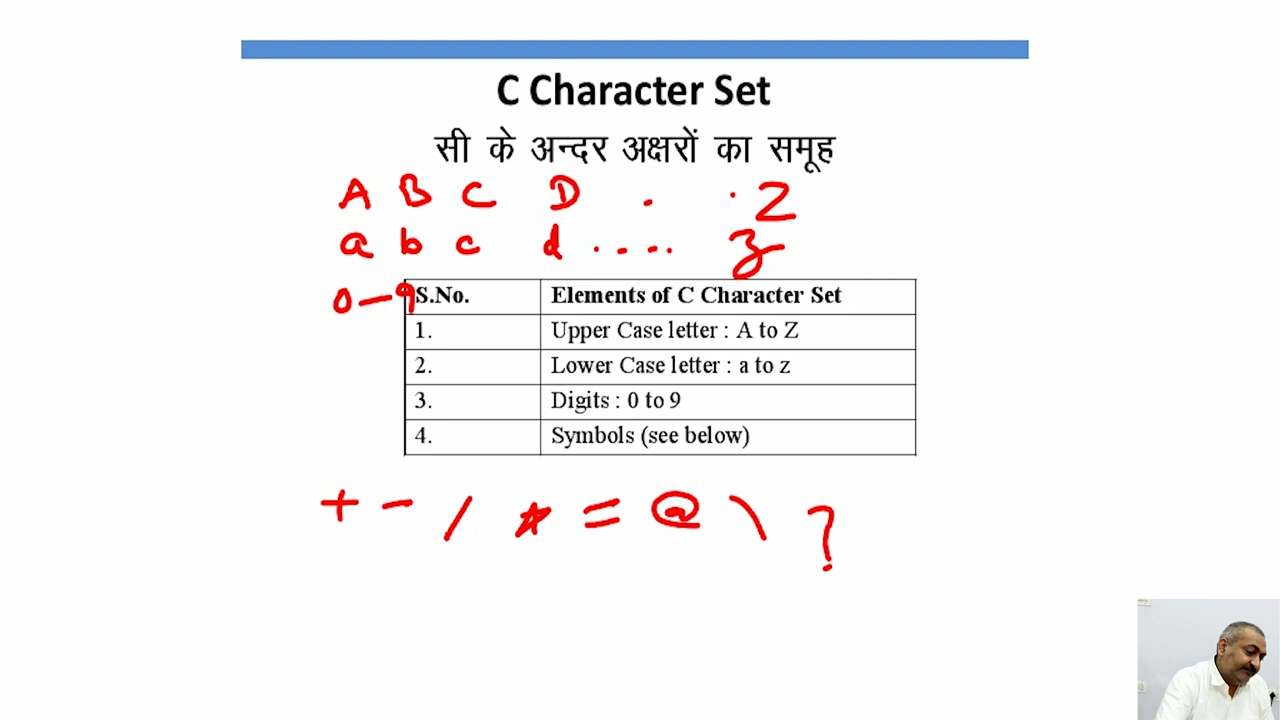 C Character Set
सी के अन्दर अक्षरों का समूह
A B C D . . Z
a b c d ..... z
0-9
S.No. Elements of C Character Set
1. Upper Case letter : A to Z
2. Lower Case letter : a to z
3. Digits : 0 to 9
4. Symbols (see below)
+ - / * = @ \ ?